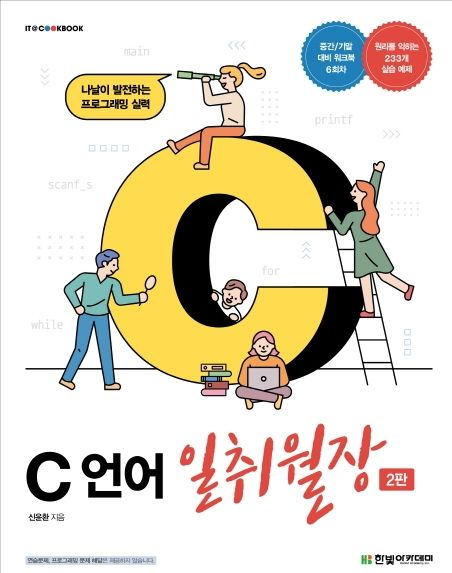 IT@COOKBOOK
중간/기말
대비 워크북
6회차
원리를 익히는
233개
실습 예제
main
나날이 발전하는
프로그래밍 실력
printf
scanf_s
for
while
C
C 언어 일취월장 2판
신윤환 지음
연습문제, 프로그래밍 문제 해답은 제공하지 않습니다.
HB 한빛아카데미